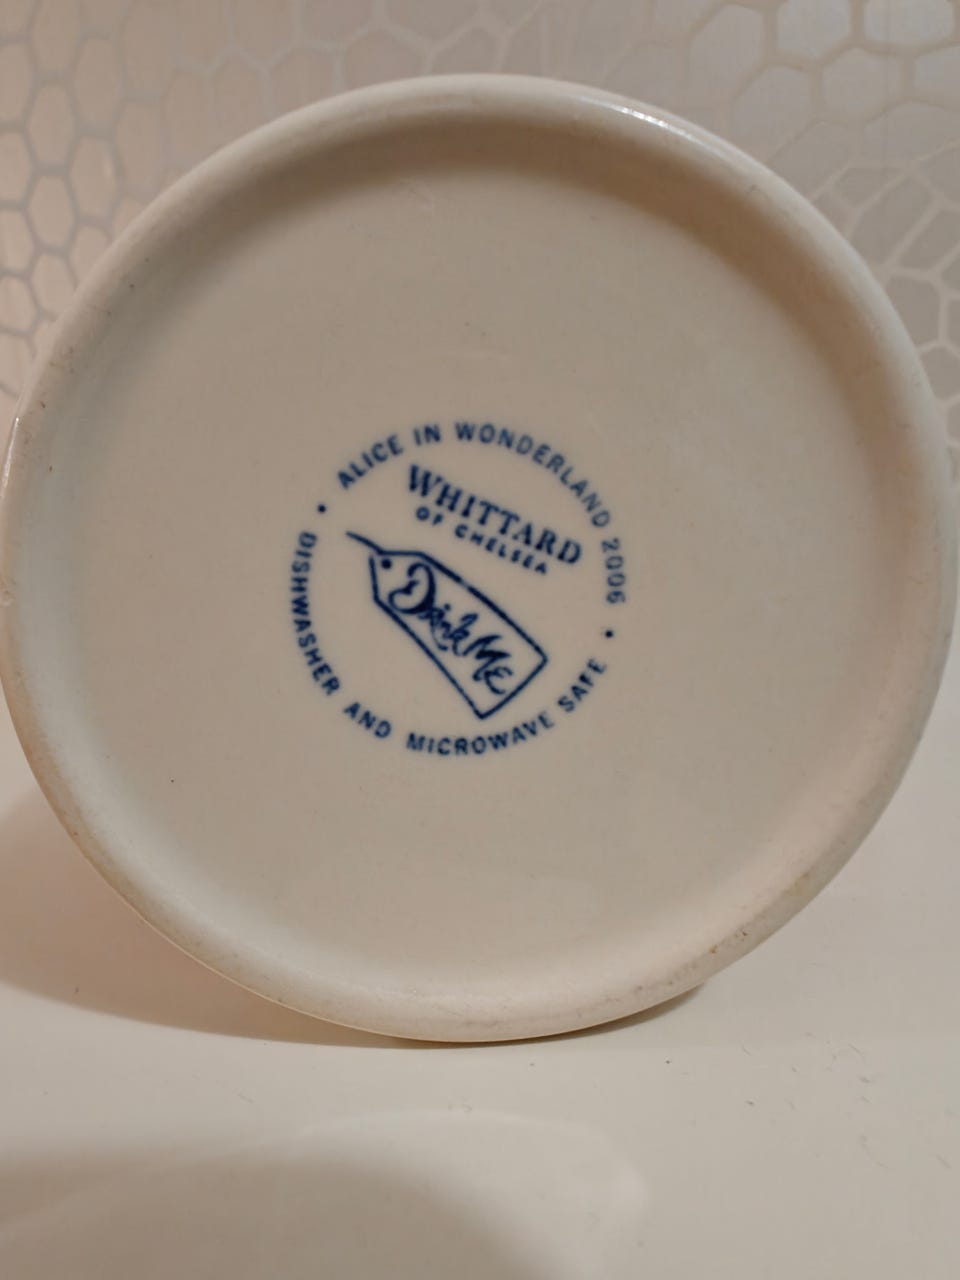 ALICE IN WONDERLAND 2006
WHITTARD
OF CHELSEA
Drink Me
DISHWASHER AND MICROWAVE SAFE